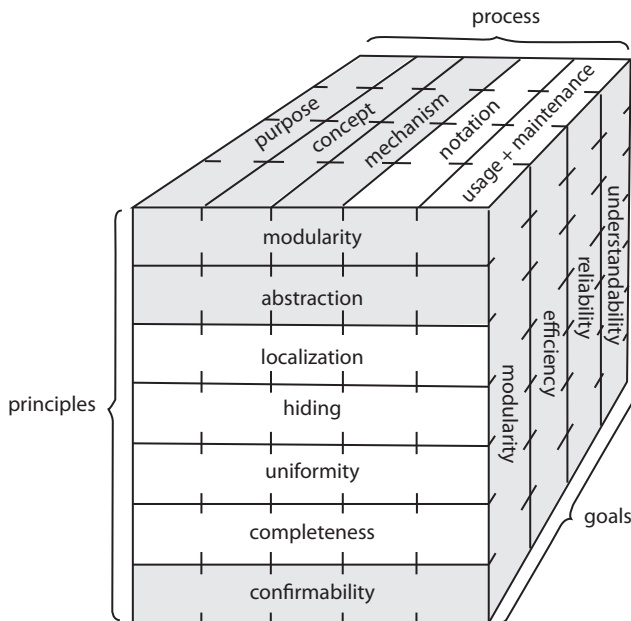 process
purpose
concept
mechanism
notation
usage + maintenance
principles
modularity
abstraction
localization
hiding
uniformity
completeness
confirmability
modularity
efficiency
reliability
understandability
goals